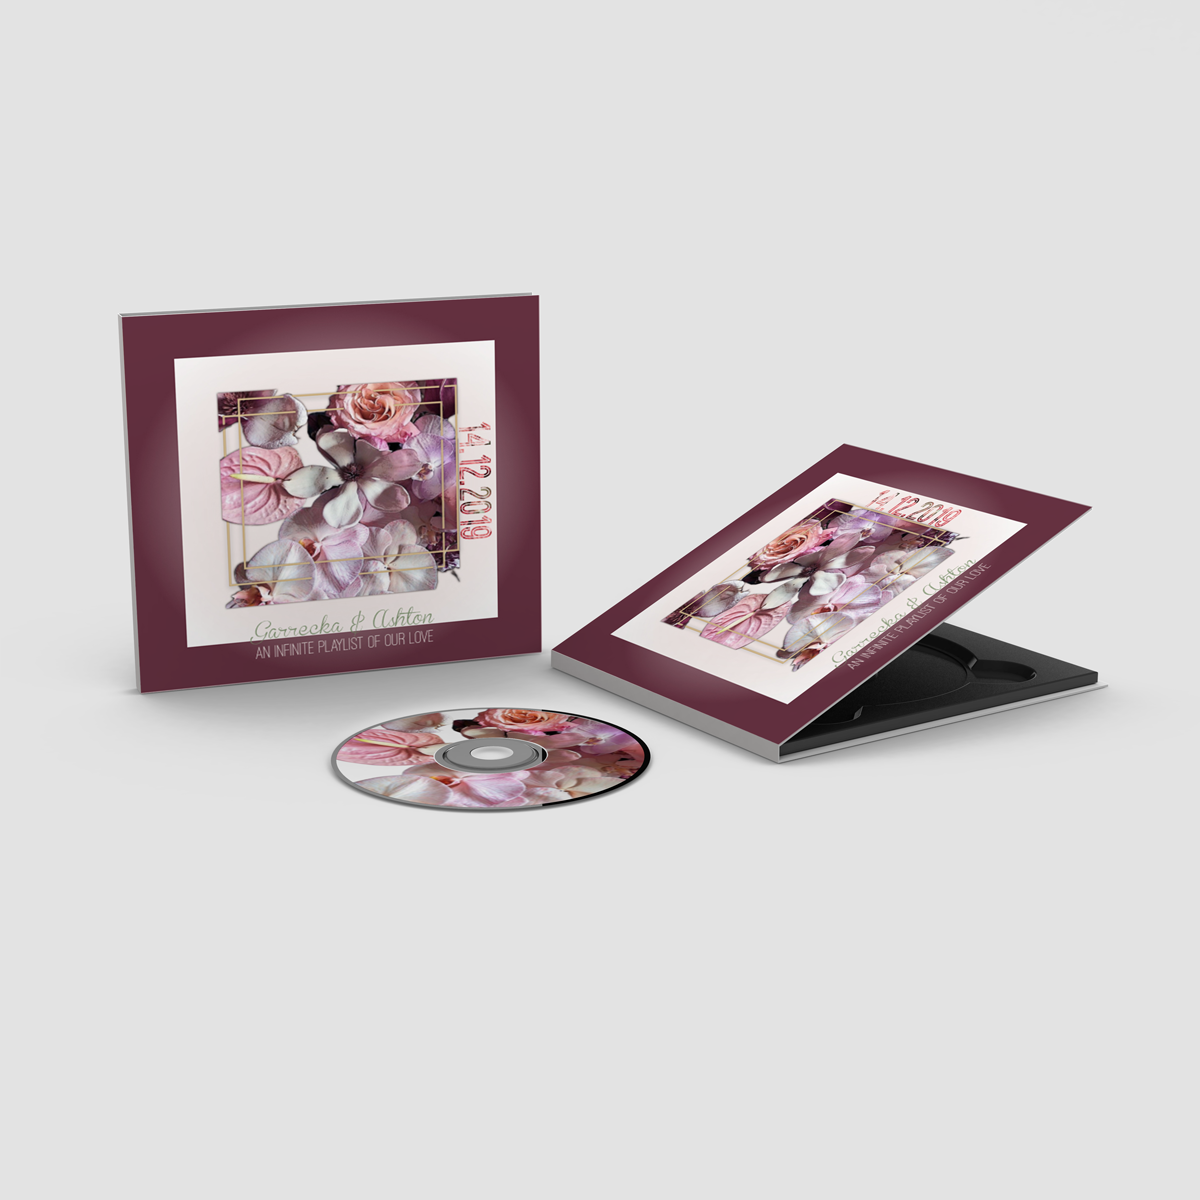 14.12.2019
Garrecka & Ashton
AN INFINITE PLAYLIST OF OUR LOVE
14.12.2019
Garrecka & Ashton
AN INFINITE PLAYLIST OF OUR LOVE